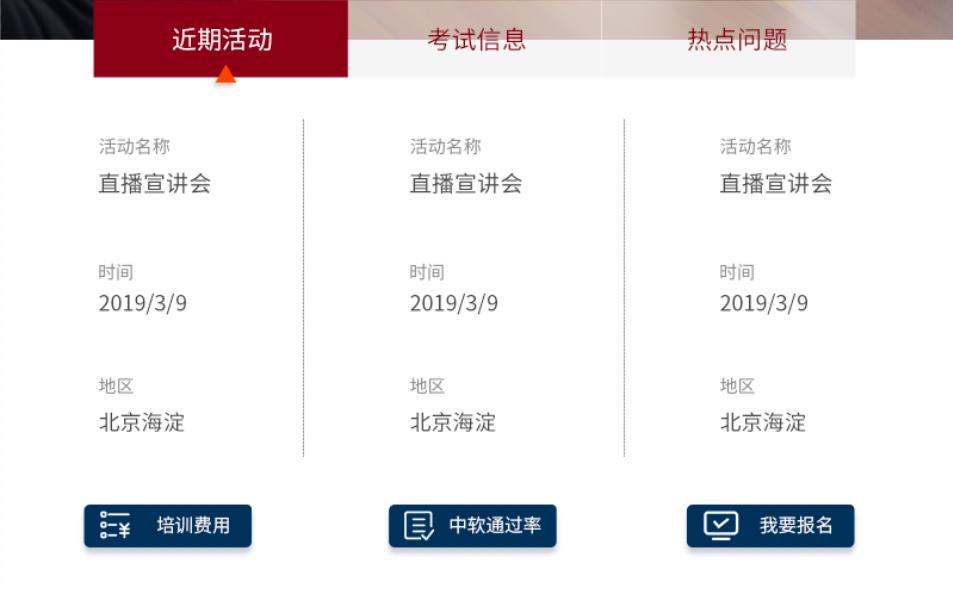 近期活动
考试信息
热点问题
活动名称
直播宣讲会
时间
2019/3/9
地区
北京海淀
活动名称
直播宣讲会
时间
2019/3/9
地区
北京海淀
活动名称
直播宣讲会
时间
2019/3/9
地区
北京海淀
培训费用
中软通过率
我要报名